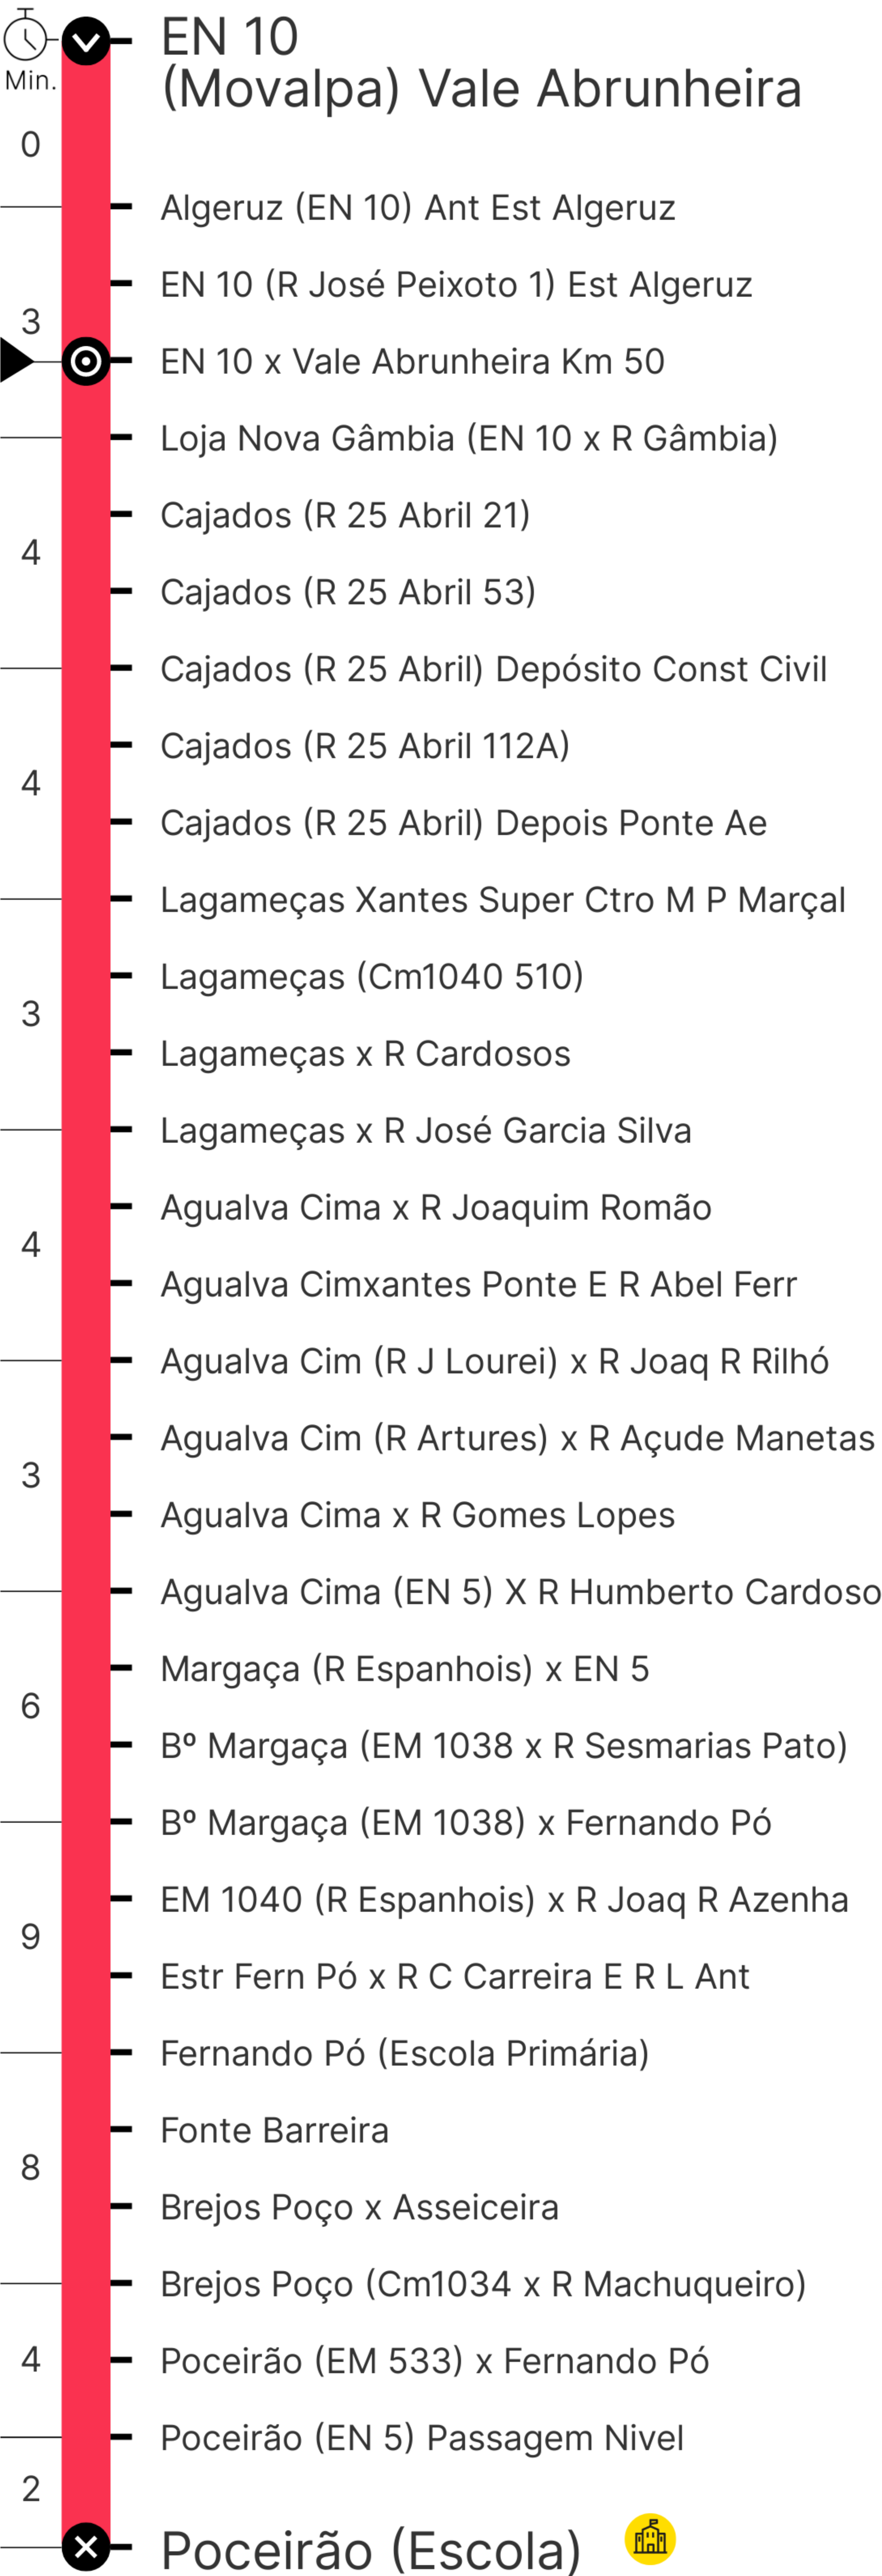 EN 10
Min.
(Movalpa) Vale Abrunheira
0
Algeruz (EN 10) Ant Est Algeruz
EN 10 (R José Peixoto 1) Est Algeruz
3
EN 10 x Vale Abrunheira Km 50
Loja Nova Gâmbia (EN 10 x R Gâmbia)
Cajados (R 25 Abril 21)
4
Cajados (R 25 Abril 53)
Cajados (R 25 Abril) Depósito Const Civil
Cajados (R 25 Abril 112A)
4
Cajados (R 25 Abril) Depois Ponte Ae
Lagameças Xantes Super Ctro M P Marçal
Lagameças (Cm1040 510)
3
Lagameças x R Cardosos
Lagameças x R José Garcia Silva
Agualva Cima x R Joaquim Romão
4
Agualva Cimxantes Ponte E R Abel Ferr
Agualva Cim (R J Lourei) x R Joaq R Rilhó
Agualva Cim (R Artures) x R Açude Manetas
3
Agualva Cima x R Gomes Lopes
Agualva Cima (EN 5) X R Humberto Cardoso
Margaça (R Espanhois) x EN 5
6
Bº Margaça (EM 1038 x R Sesmarias Pato)
Bº Margaça (EM 1038) x Fernando Pó
EM 1040 (R Espanhois) x R Joaq R Azenha
9
Estr Fern Pó x R C Carreira E R L Ant
Fernando Pó (Escola Primária)
Fonte Barreira
8
Brejos Poço x Asseiceira
Brejos Poço (Cm1034 x R Machuqueiro)
4
Poceirão (EM 533) x Fernando Pó
Poceirão (EN 5) Passagem Nivel
2
Poceirão (Escola)